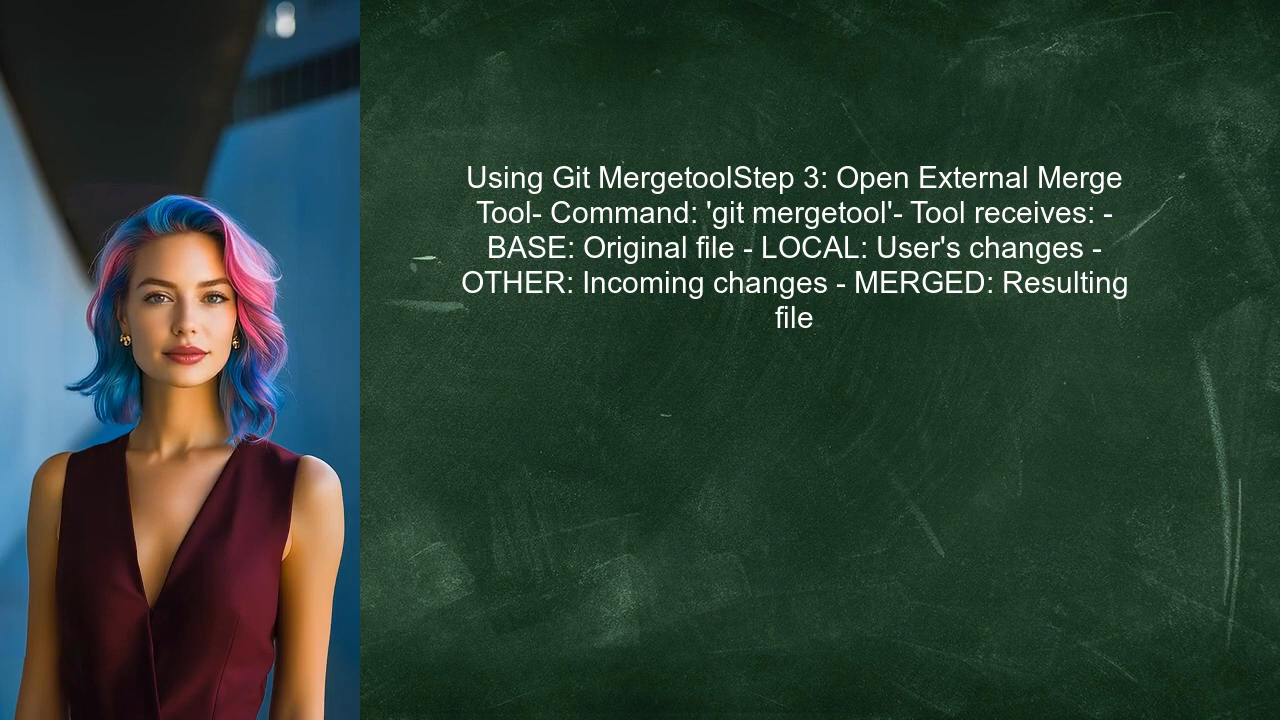 Using Git MergetoolStep 3: Open External Merge
Tool- Command: 'git mergetool'- Tool receives: -
BASE: Original file - LOCAL: User's changes -
OTHER: Incoming changes - MERGED: Resulting
file